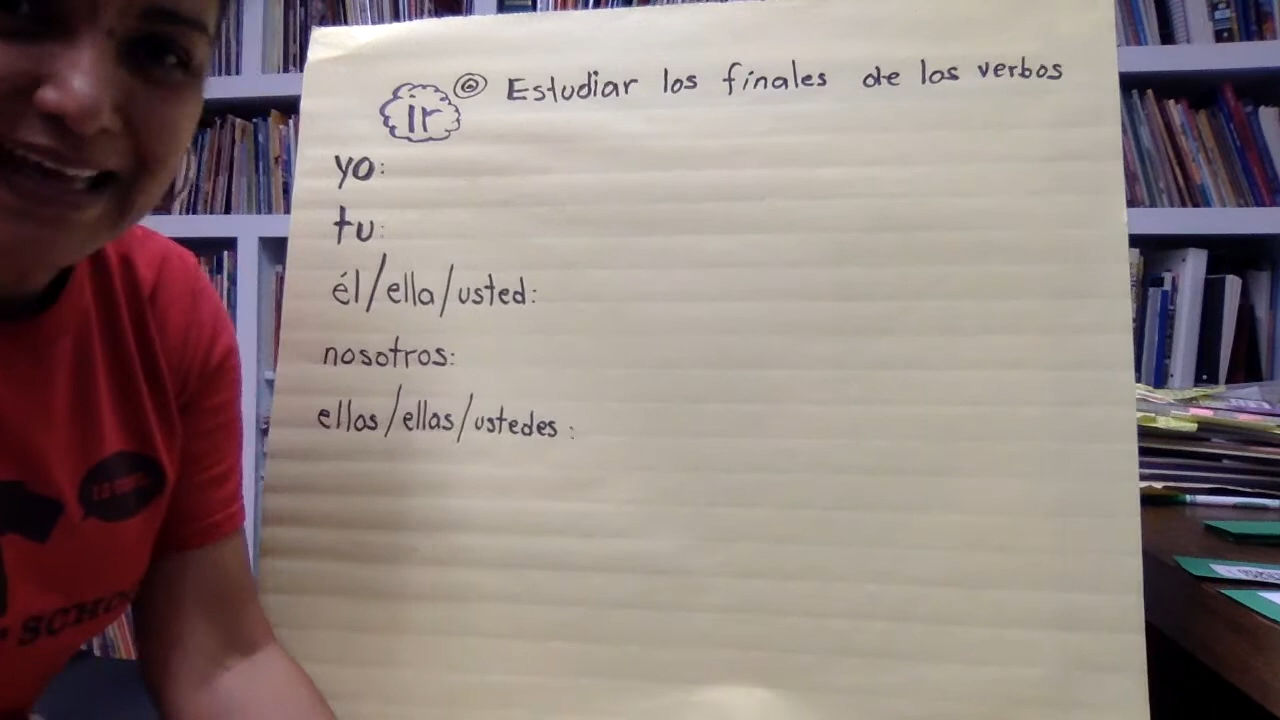 ◎ Estudiar los finales de los verbos
ir
yo:
tu:
él/ella/usted:
nosotros:
ellos/ellas/ustedes: